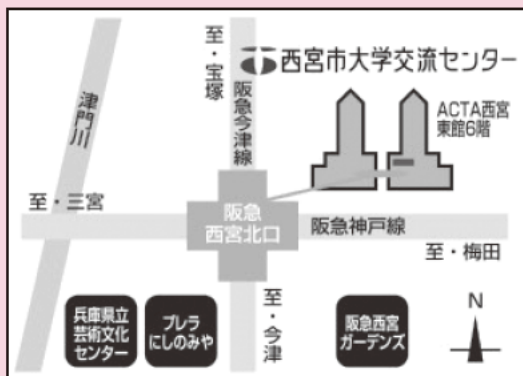 西宮市大学交流センター
至・宝塚
阪急今津線
津門川
ACTA西宮
東館6階
至・三宮
阪急
西宮北口
阪急神戸線
至・梅田
兵庫県立
芸術文化
センター
プレラ
にしのみや
至・今津
阪急西宮
ガーデンズ
N